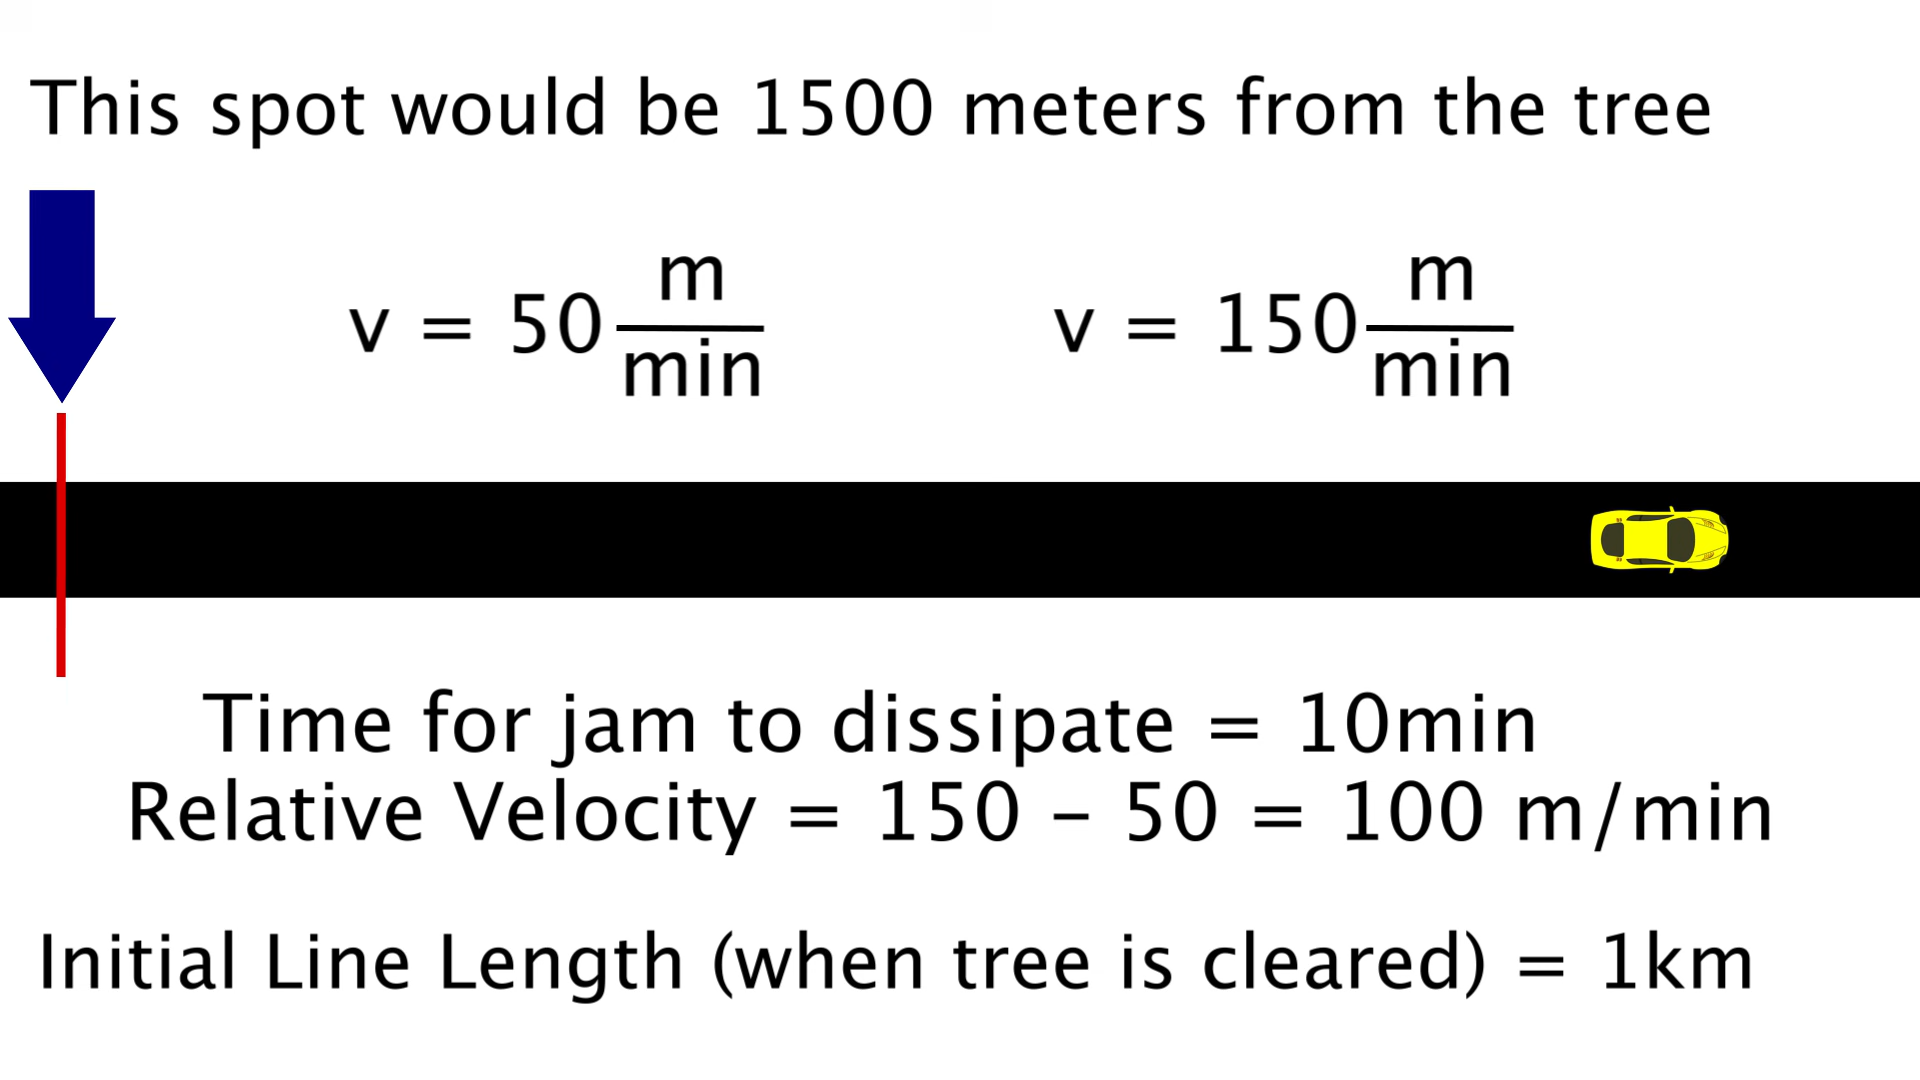 This spot would be 1500 meters from the tree
v = 50 m/min
v = 150 m/min
Time for jam to dissipate = 10min
Relative Velocity = 150 – 50 = 100 m/min
Initial Line Length (when tree is cleared) = 1km